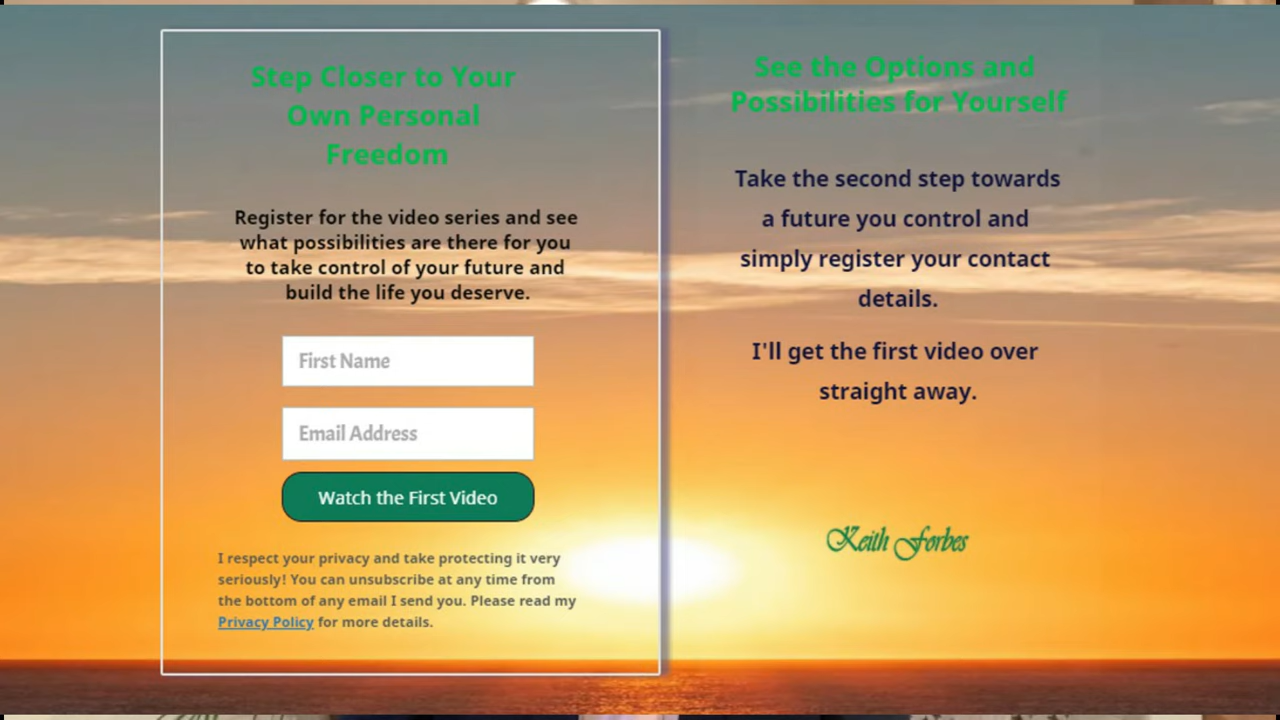 Step Closer to Your
Own Personal
Freedom
Register for the video series and see
what possibilities are there for you
to take control of your future and
build the life you deserve.
First Name
Email Address
Watch the First Video
I respect your privacy and take protecting it very
seriously! You can unsubscribe at any time from
the bottom of any email I send you. Please read my
Privacy Policy for more details.
See the Options and
Possibilities for Yourself
Take the second step towards
a future you control and
simply register your contact
details.
I'll get the first video over
straight away.
Keith Forbes